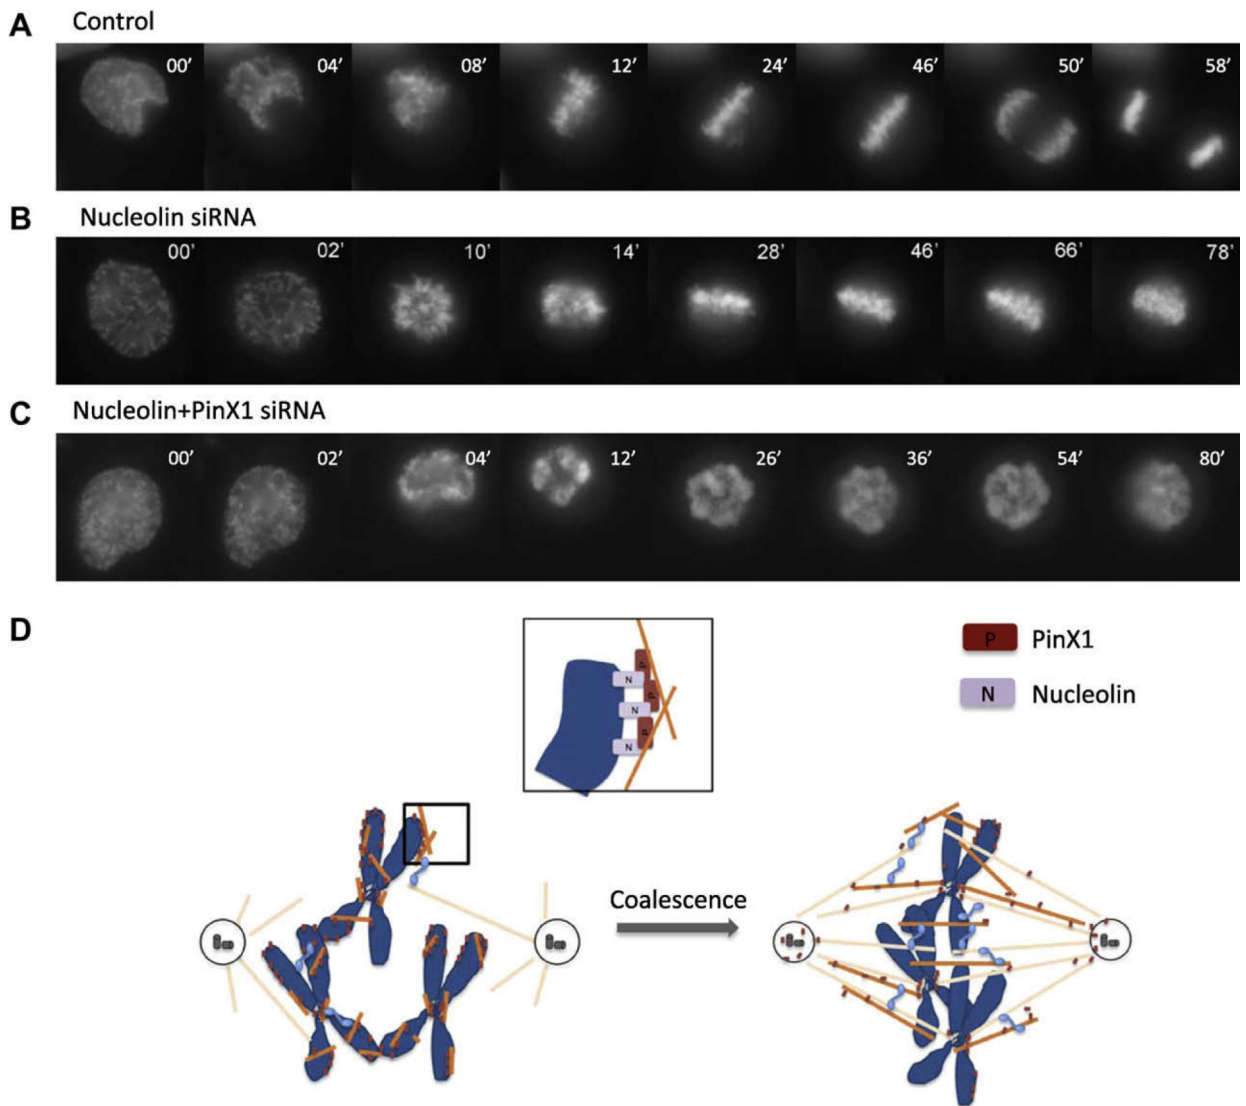 A Control
00’ 04’ 08’ 12’ 24’ 46’ 50’ 58’
B Nucleolin siRNA
00’ 02’ 10’ 14’ 28’ 46’ 66’ 78’
C Nucleolin+PinX1 siRNA
00’ 02’ 04’ 12’ 26’ 36’ 54’ 80’
D
P PinX1
N Nucleolin
P
N
P
N
P
N
Coalescence